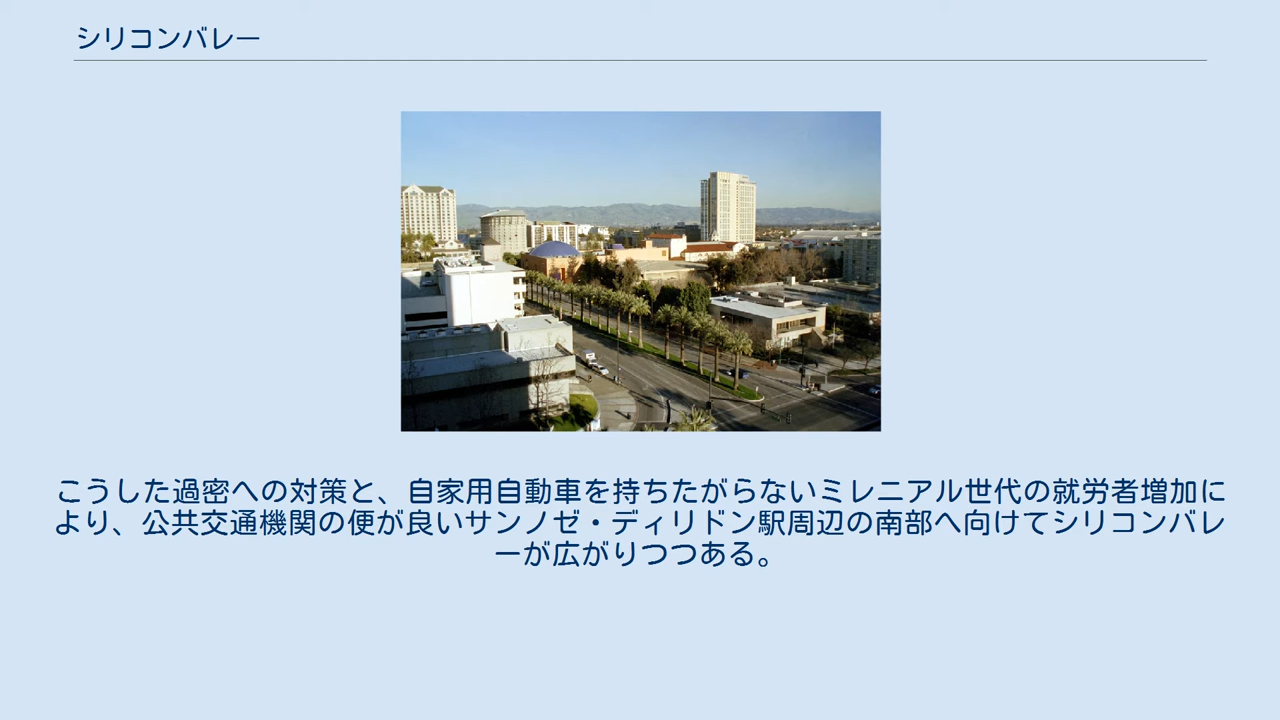 シリコンバレー
こうした過密への対策と、自家用自動車を持ちたがらないミレニアル世代の就労者増加に
より、公共交通機関の便が良いサンノゼ・ディリドン駅周辺の南部へ向けてシリコンバレ
ーが広がりつつある。